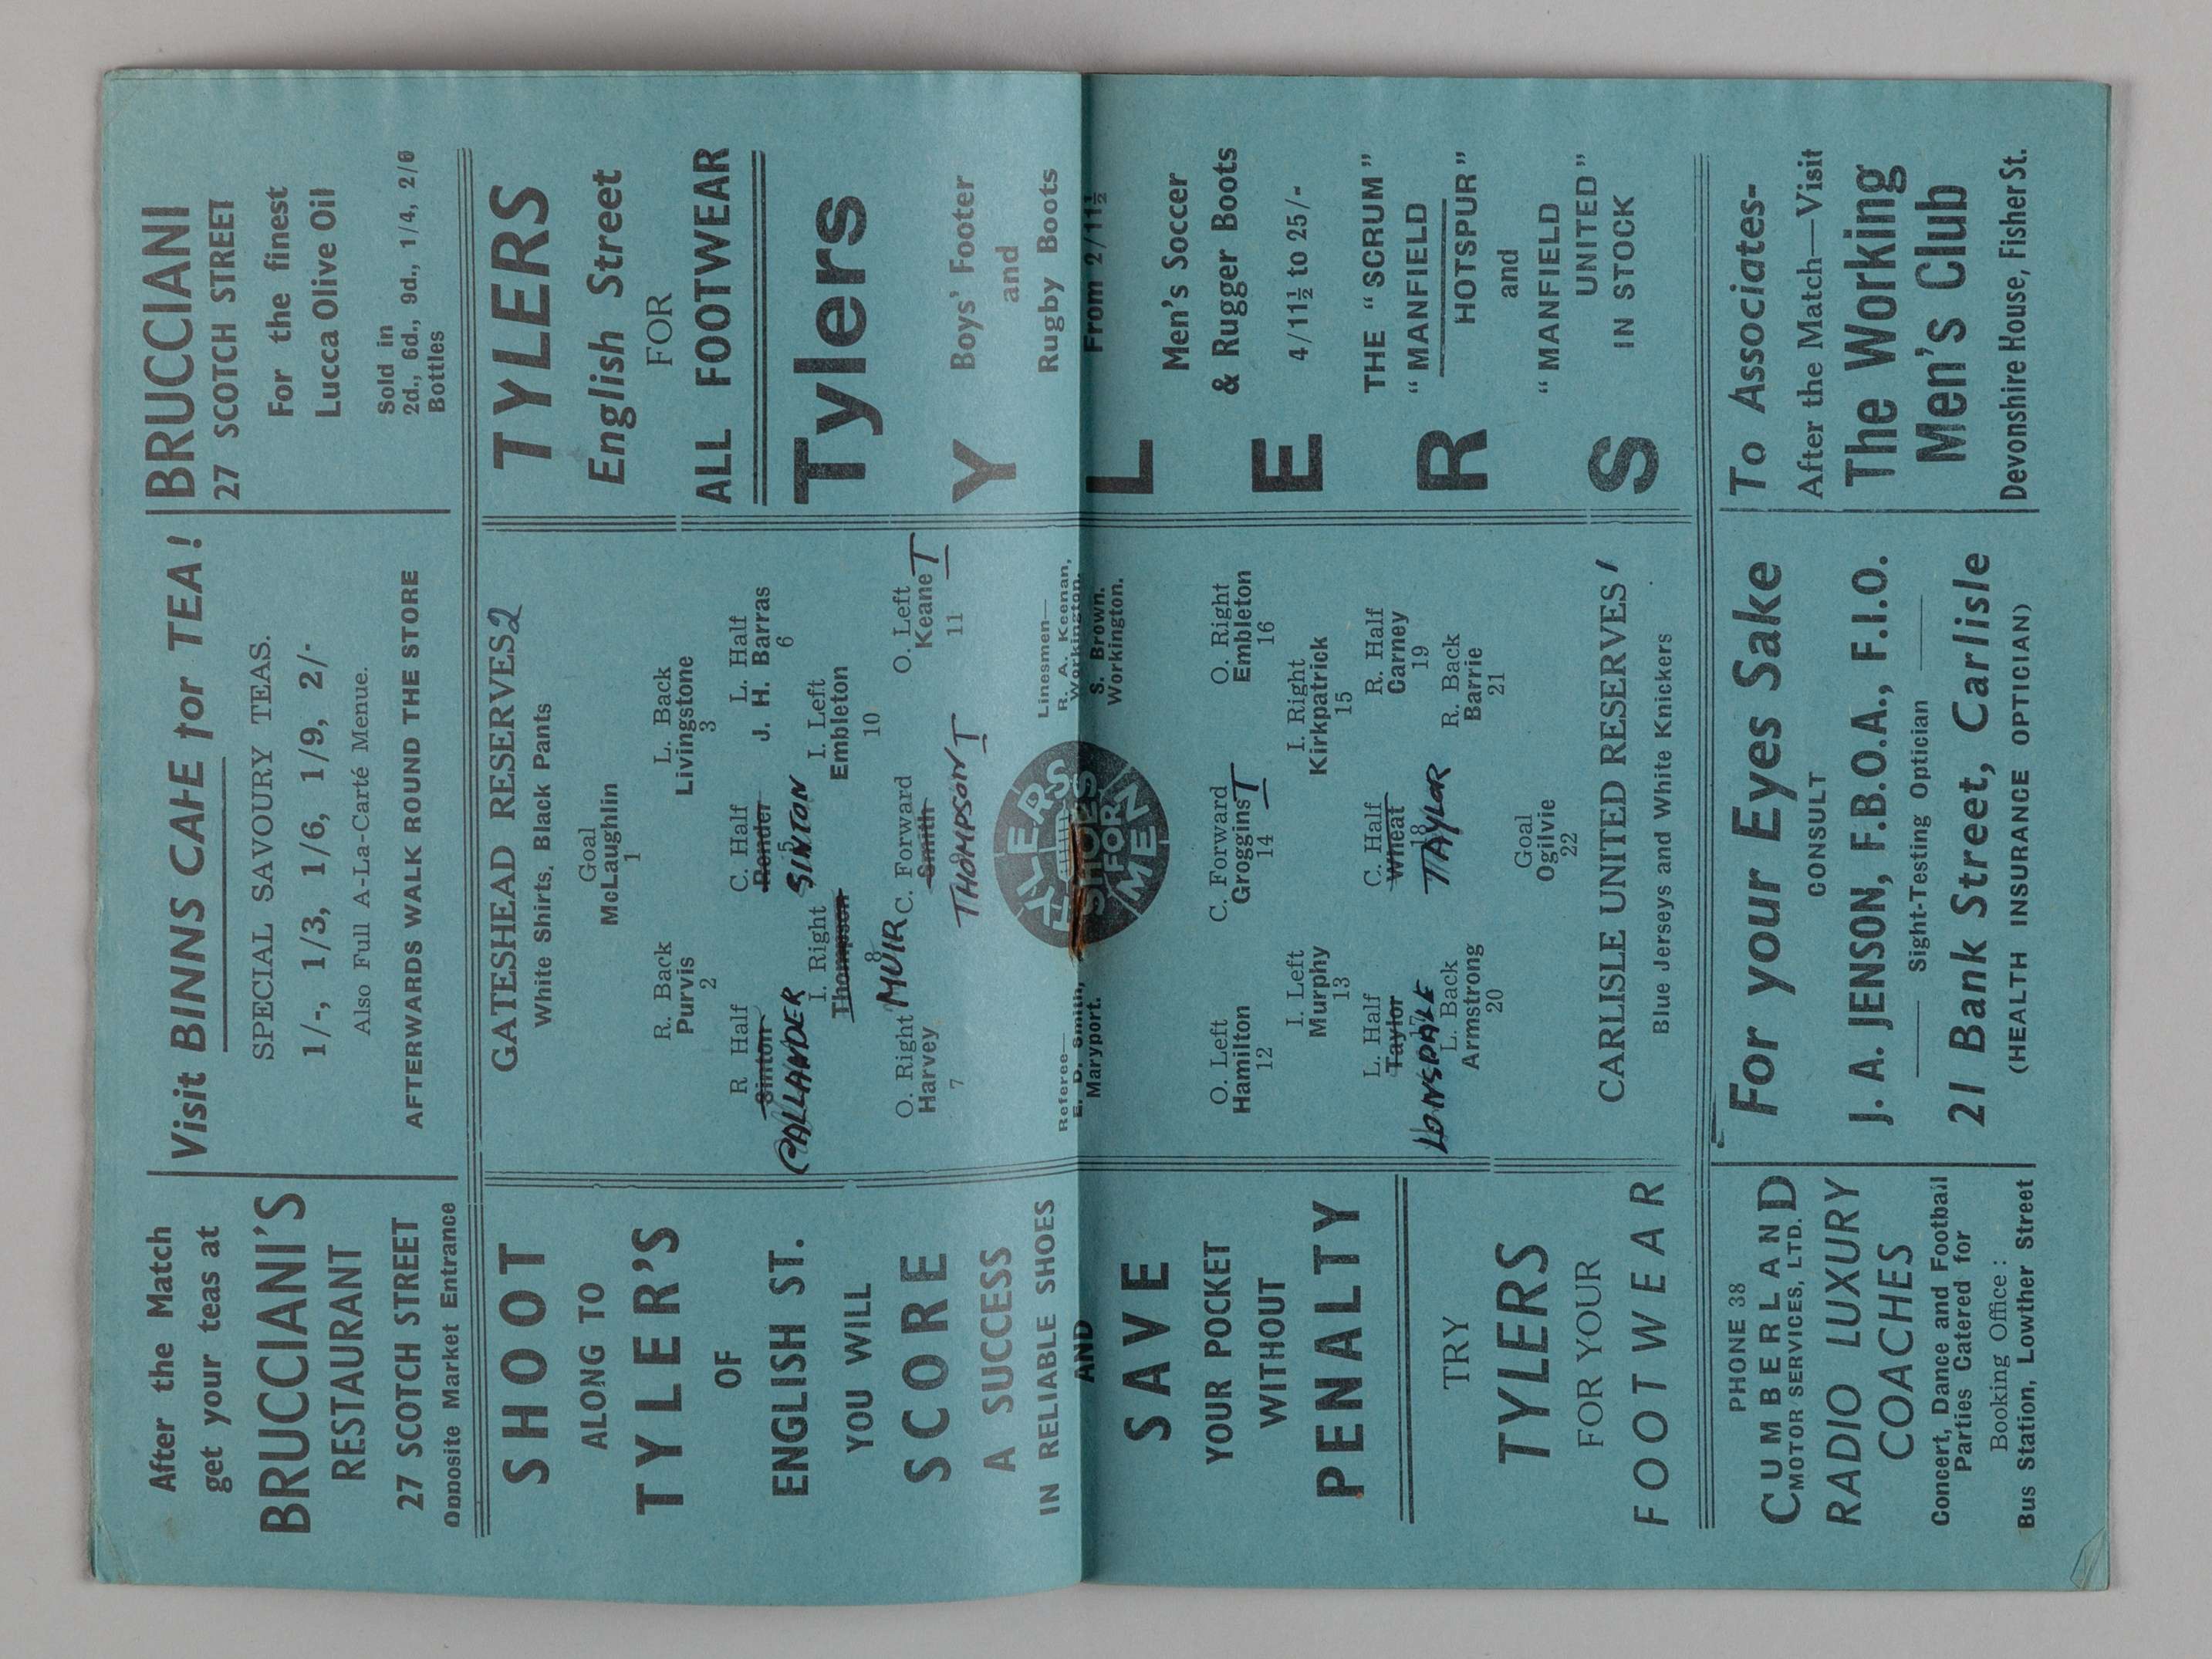 After the Match
get your teas at
BRUCCIANI'S
RESTAURANT
27 SCOTCH STREET
Opposite Market Entrance
Visit BINNS CAFE for TEA!
SPECIAL SAVOURY TEAS.
1/-, 1/3, 1/6, 1/9, 2/-
Also Full A-La-Carté Menue.
AFTERWARDS WALK ROUND THE STORE
BRUCCIANI
27 SCOTCH STREET
For the finest
Lucca Olive Oil
Sold in
2d., 6d., 9d., 1/4, 2/6
Bottles
SHOOT
ALONG TO
TYLER'S
OF
ENGLISH ST.
YOU WILL
SCORE
A SUCCESS
IN RELIABLE SHOES
AND
SAVE
YOUR POCKET
WITHOUT
PENALTY
TRY
TYLERS
FOR YOUR
FOOTWEAR
GATESHEAD RESERVES 2
White Shirts, Black Pants
Goal
McLaughlin
1
R. Back L. Back
Purvis Livingstone
2 3
R. Half C. Half L. Half
Sinton Render J. H. Barras
5 6
CALLANDER SINTON
I. Right I. Left
Thompson Embleton
8 10
MUIR
O. Right C. Forward O. Left
Harvey Smith Keane T
7 9 11
THOMPSON T
Referee— Linesmen—
E. D. Smith, R. A. Keenan,
Maryport. Workington.
S. Brown.
Workington.
TYLERS
SHOES
FOR
MEN
O. Left C. Forward O. Right
Hamilton Groggins T Embleton
12 14 16
I. Left I. Right
Murphy Kirkpatrick
13 15
L. Half C. Half R. Half
Taylor Wheat Carney
18 19
LONSDALE TAYLOR
L. Back R. Back
Armstrong Barrie
20 21
Goal
Ogilvie
22
CARLISLE UNITED RESERVES '
Blue Jerseys and White Knickers
TYLERS
English Street
FOR
ALL FOOTWEAR
Tylers
Y Boys' Footer
and
Rugby Boots
From 2/11½
L Men's Soccer
& Rugger Boots
E 4/11½ to 25/-
THE "SCRUM"
R "MANFIELD
HOTSPUR"
and
"MANFIELD
UNITED"
S IN STOCK
PHONE 38
CUMBERLAND
MOTOR SERVICES, LTD.
RADIO LUXURY
COACHES
Concert, Dance and Football
Parties Catered for
Booking Office:
Bus Station, Lowther Street
For your Eyes Sake
CONSULT
J. A. JENSON, F.B.O.A., F.I.O.
Sight-Testing Optician
21 Bank Street, Carlisle
(HEALTH INSURANCE OPTICIAN)
To Associates-
After the Match—Visit
The Working
Men's Club
Devonshire House, Fisher St.